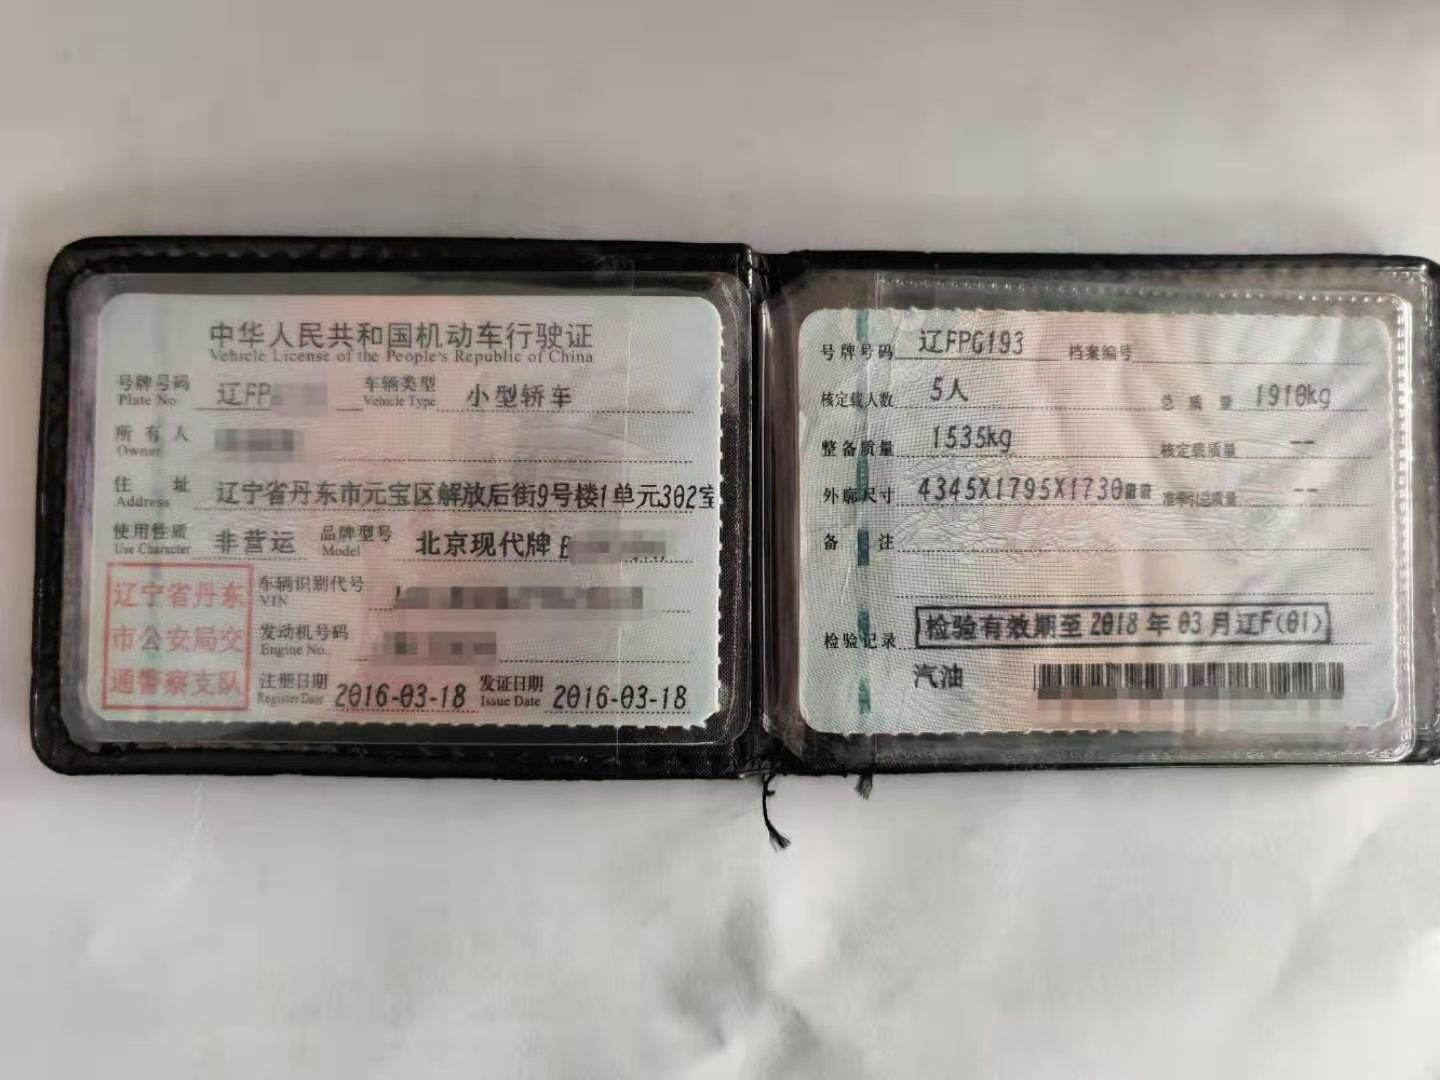 中华人民共和国机动车行驶证
Vehicle License of the People's Republic of China
号牌号码 辽FP 车辆类型 小型轿车
Plate No. Vehicle Type
所有人
Owner
住址 辽宁省丹东市元宝区解放后街9号楼1单元302室
Address
使用性质 非营运 品牌型号 北京现代牌
Use Character Model
辽宁省丹东
市公安局交
通警察支队
车辆识别代号
VIN
发动机号码
Engine No.
注册日期 2016-03-18 发证日期 2016-03-18
Register Date Issue Date
号牌号码 辽FPG193 档案编号
核定载人数 5人 总质量 1910kg
整备质量 1535kg 核定载质量 --
外廓尺寸 4345X1795X1730 准牵引总质量 --
备注
检验记录 检验有效期至2018年03月辽F(01)
汽油